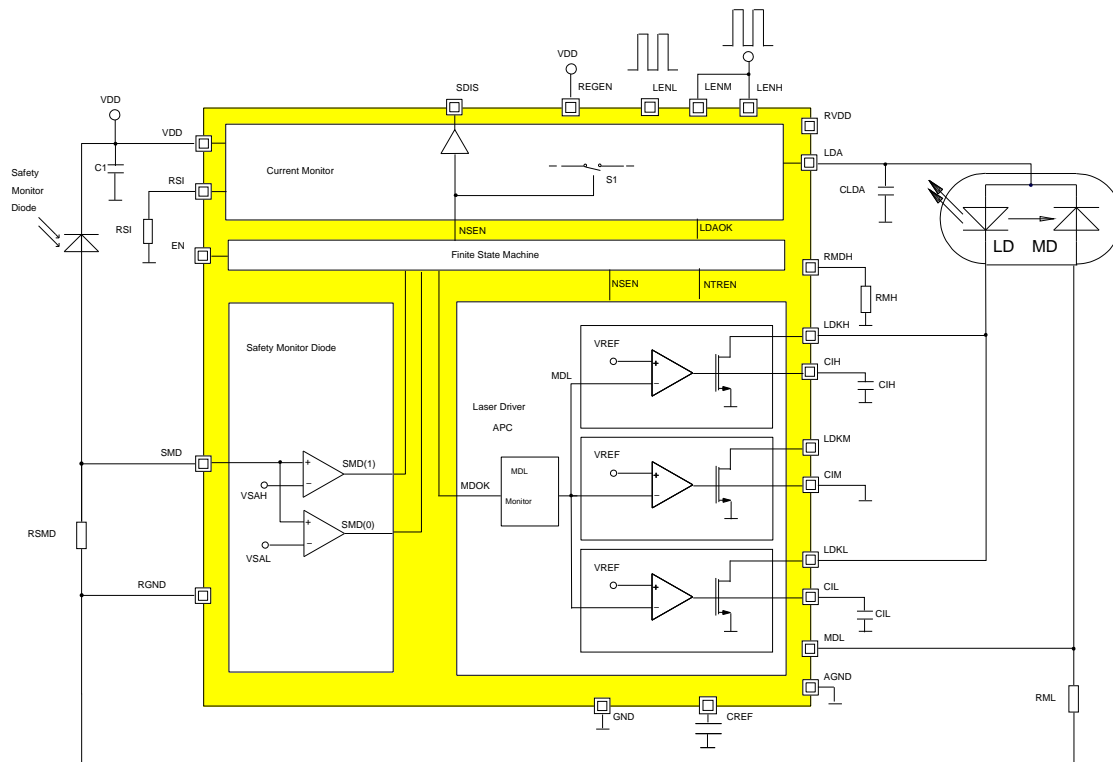 VDD
SDIS
REGEN
LENL
LENM
LENH
VDD
RVDD
VDD
LDA
C1
Current Monitor
S1
CLDA
Safety
Monitor
Diode
RSI
RSI
NSEN
LDAOK
LD
MD
EN
Finite State Machine
RMDH
NSEN
NTREN
RMH
Safety Monitor Diode
LDKH
VREF
+
−
MDL
CIH
CIH
Laser Driver
APC
LDKM
VREF
+
−
SMD
SMD(1)
+
−
VSAH
MDL
Monitor
MDOK
CIM
RSMD
SMD(0)
+
−
VSAL
LDKL
VREF
+
−
RGND
CIL
CIL
MDL
AGND
RML
GND
CREF